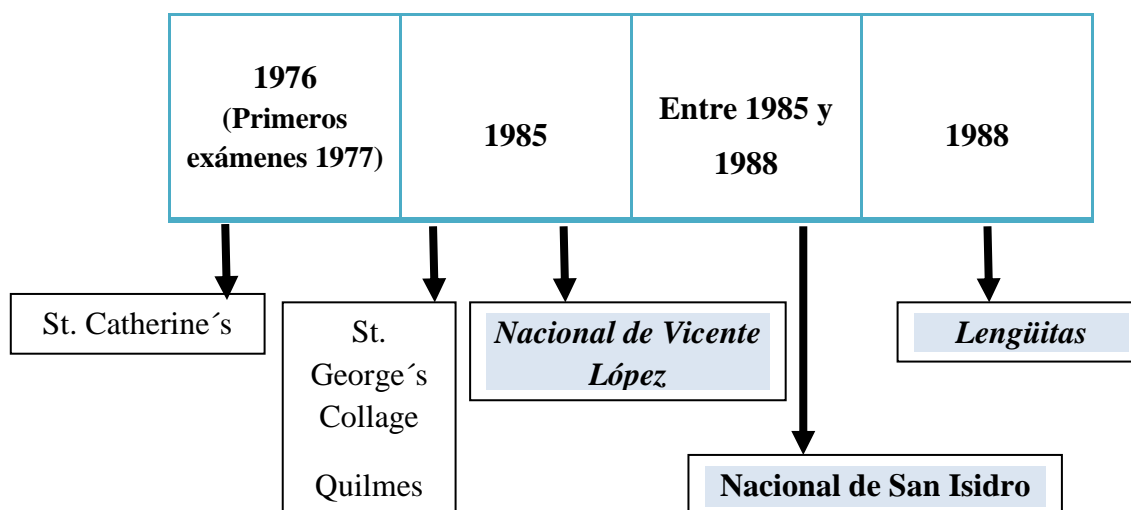 1976
(Primeros
exámenes 1977)
1985
Entre 1985 y
1988
1988
St. Catherine´s
St.
George´s
Collage
Quilmes
Nacional de Vicente
López
Nacional de San Isidro
Lengüitas